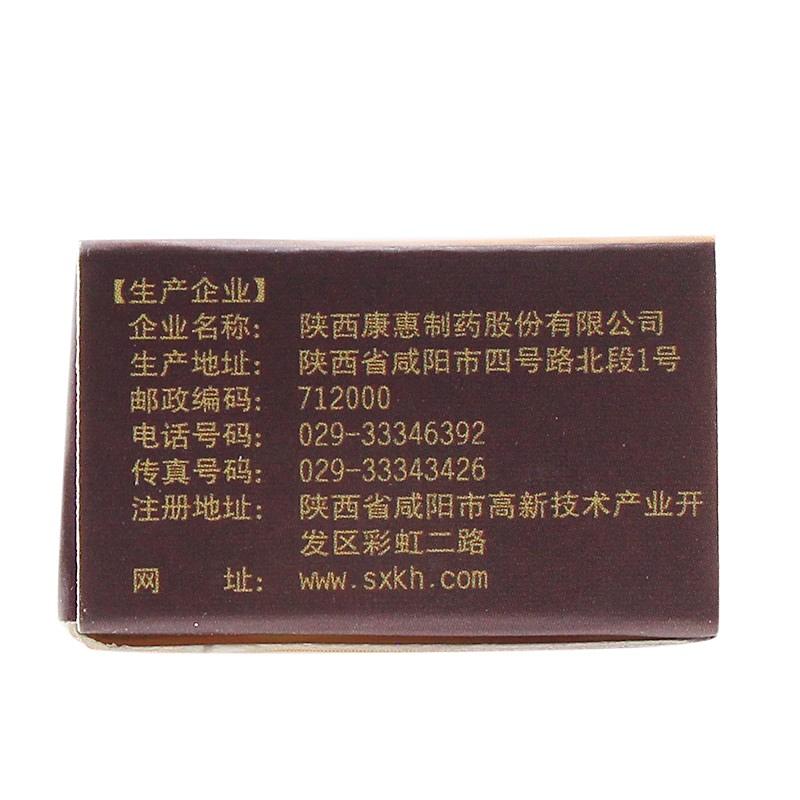 【生产企业】
企业名称: 陕西康惠制药股份有限公司
生产地址: 陕西省咸阳市四号路北段1号
邮政编码: 712000
电话号码: 029-33346392
传真号码: 029-33343426
注册地址: 陕西省咸阳市高新技术产业开
发区彩虹二路
网 址: www.sxkh.com